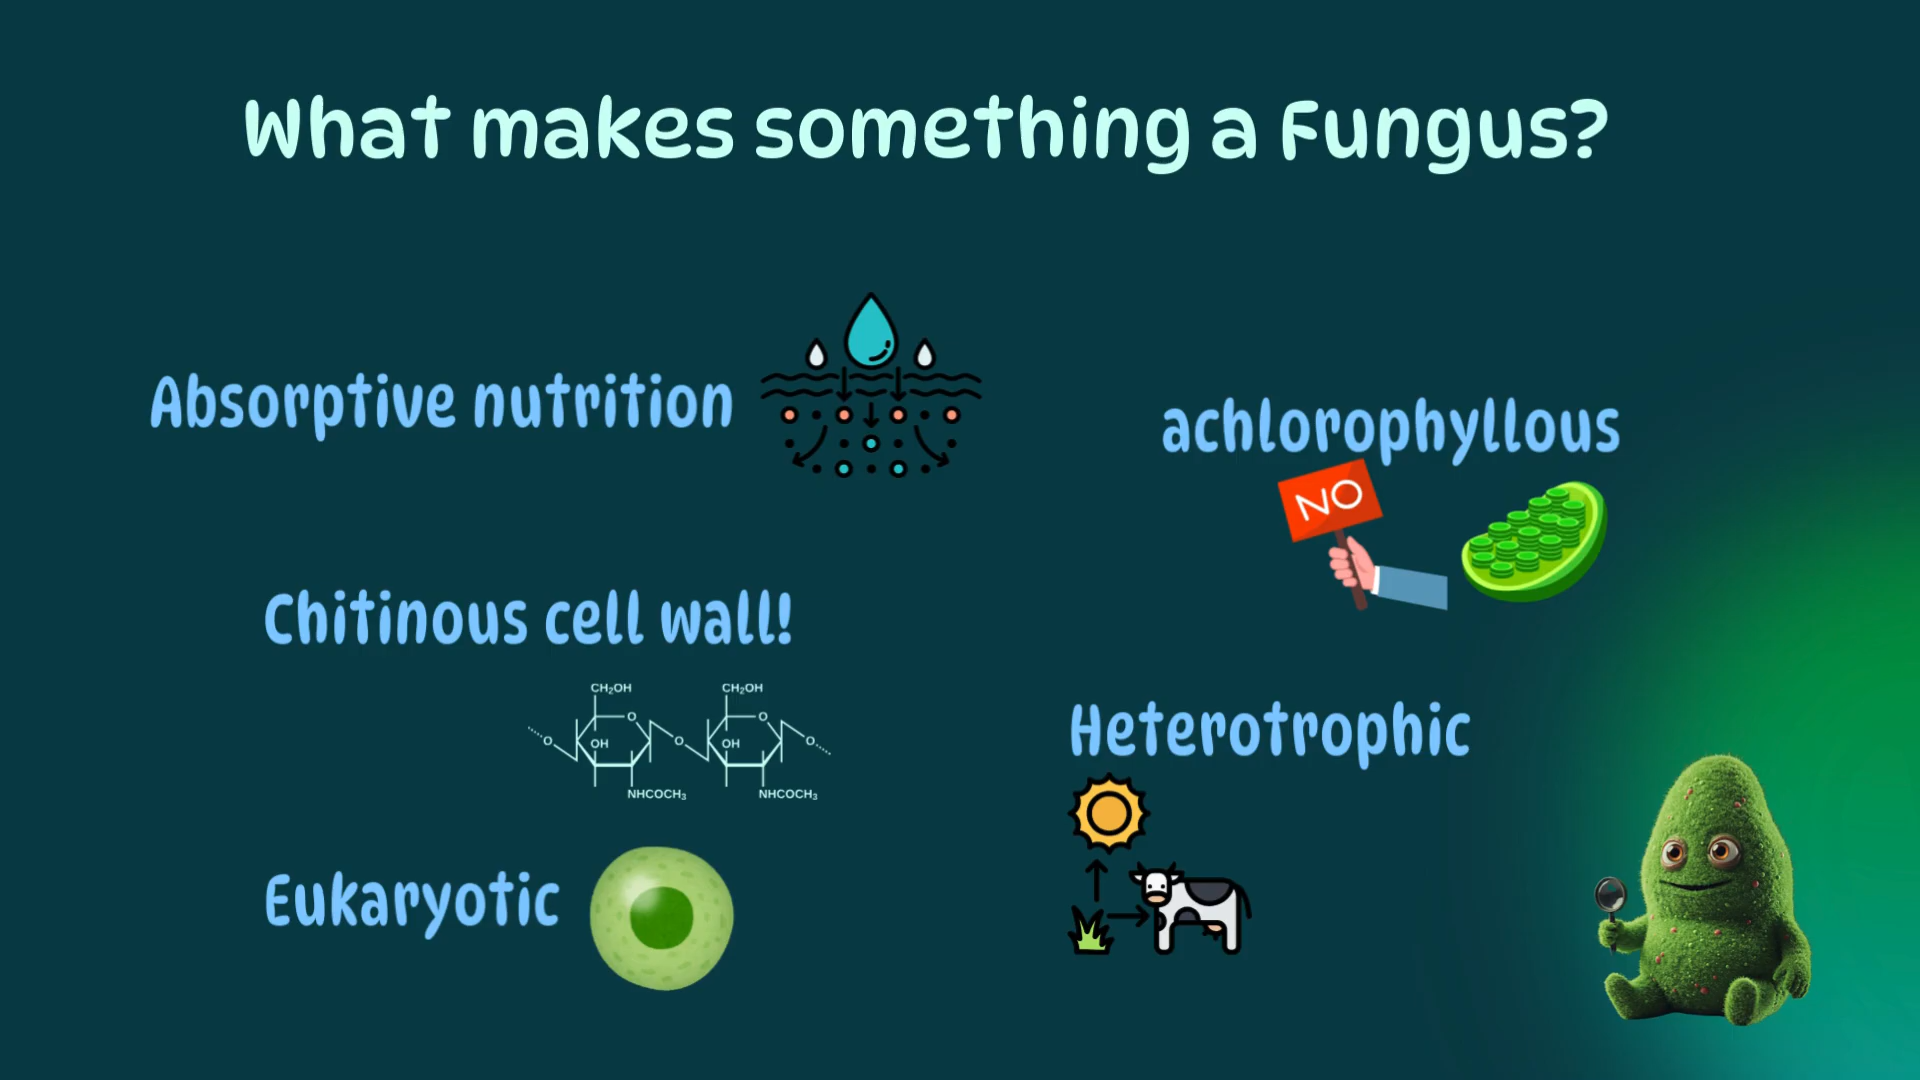 What makes something a Fungus?
Absorptive nutrition
achlorophyllous
NO
Chitinous cell wall!
CH₂OH CH₂OH
O O
O O O
OH OH
NHCOCH₃ NHCOCH₃
Heterotrophic
Eukaryotic